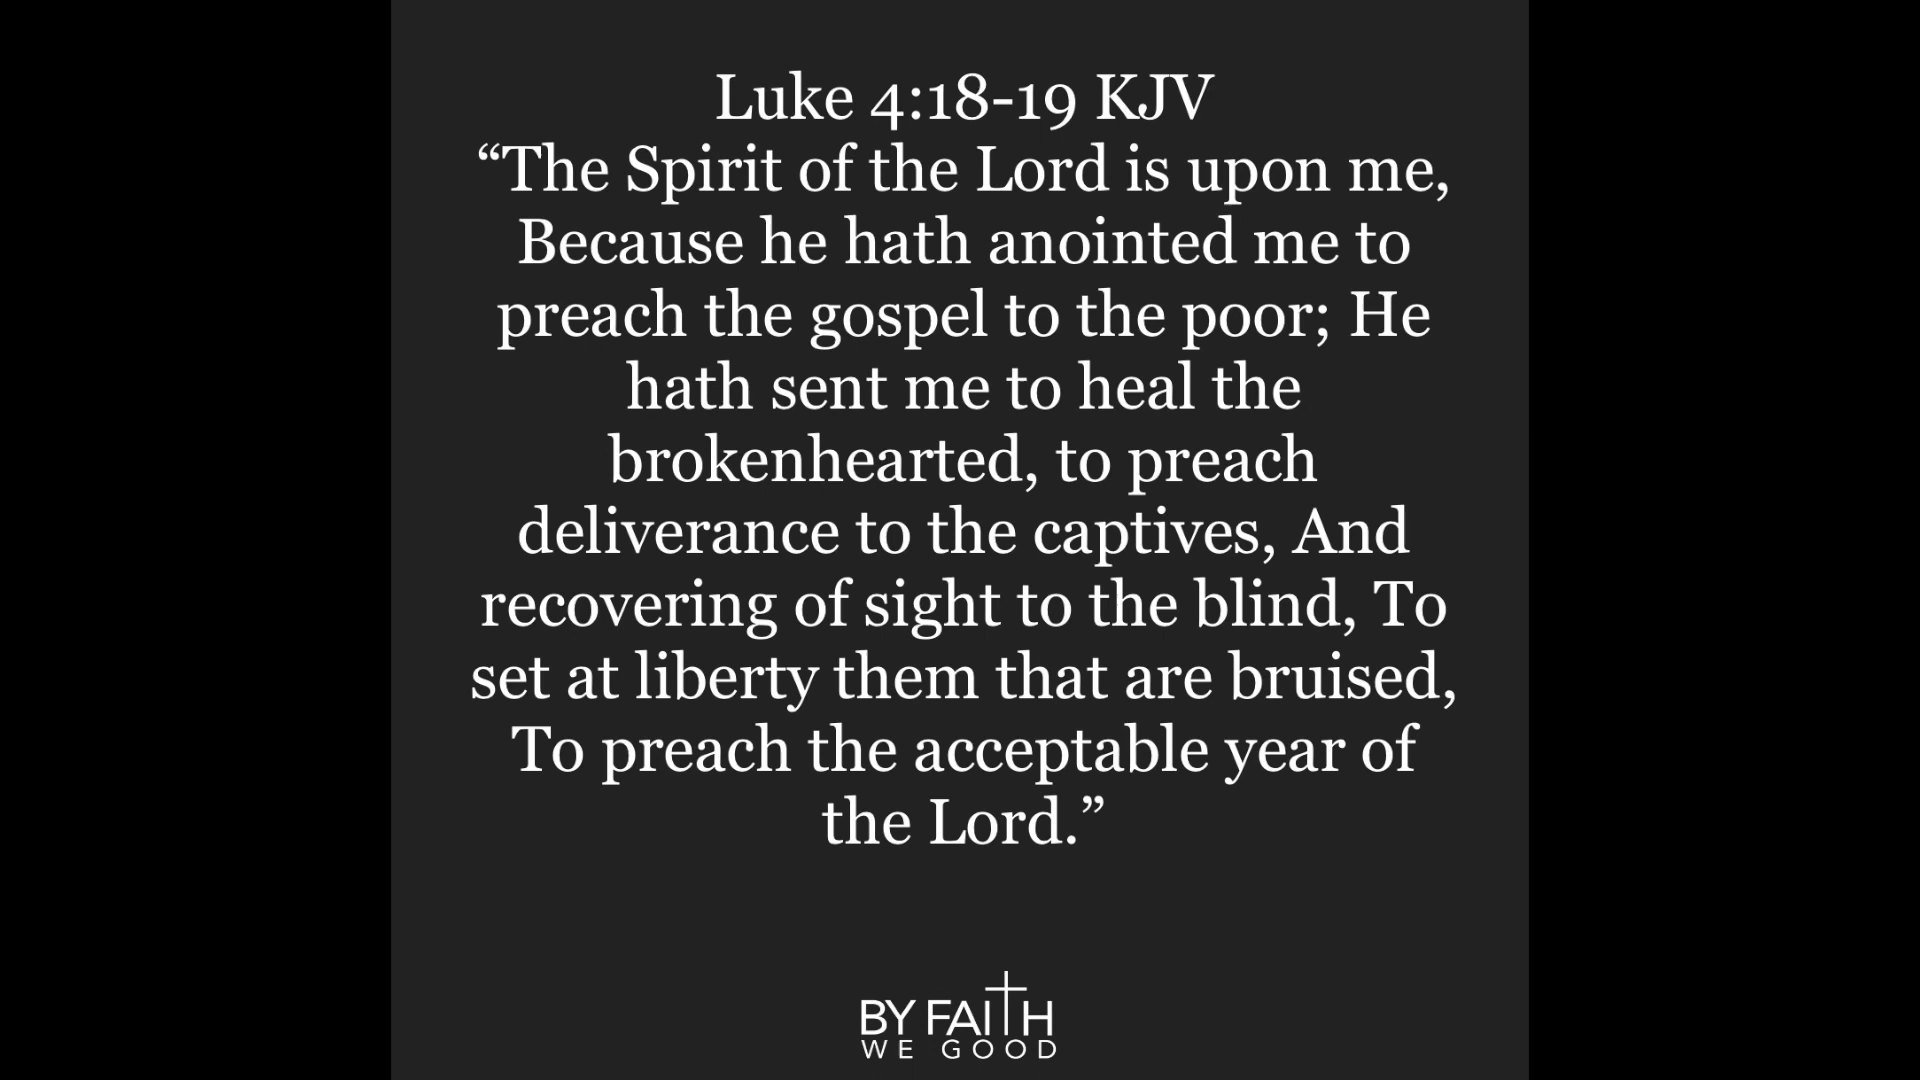 Luke 4:18-19 KJV
“The Spirit of the Lord is upon me,
Because he hath anointed me to
preach the gospel to the poor; He
hath sent me to heal the
brokenhearted, to preach
deliverance to the captives, And
recovering of sight to the blind, To
set at liberty them that are bruised,
To preach the acceptable year of
the Lord.”
BY FAITH
WE GOOD